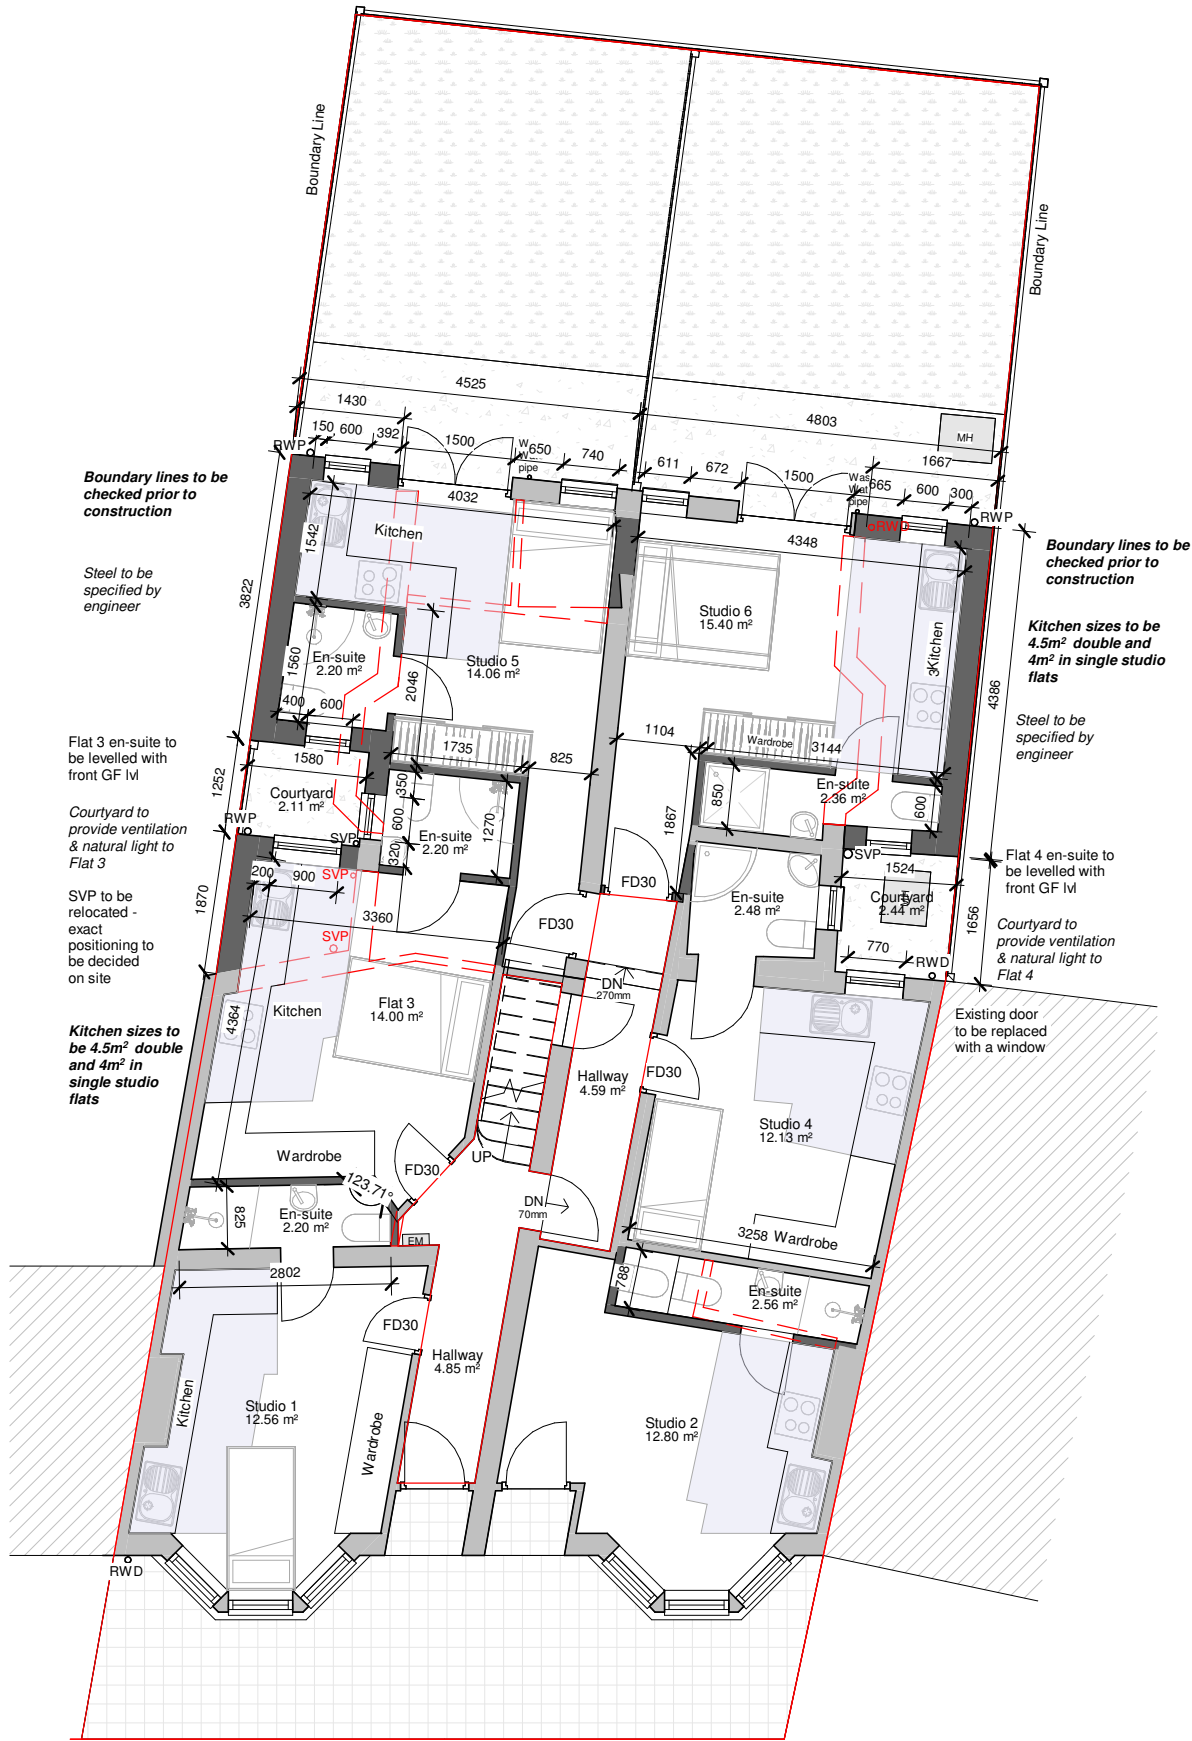 Boundary Line
Boundary Line
4525
4803
1430
150
600
392
1500
650
740
611
672
1500
1667
665
600
300
MH
RWP
pipe
pipe
RWP
RWD
Boundary lines to be
checked prior to
construction
Steel to be
specified by
engineer
4032
4348
Kitchen
1542
3822
Studio 6
15.40 m²
Kitchen
Boundary lines to be
checked prior to
construction
Kitchen sizes to be
4.5m² double and
4m² in single studio
flats
Steel to be
specified by
engineer
4386
En-suite
2.20 m²
1560
400
600
2046
Studio 5
14.06 m²
1735
825
1104
Wardrobe
3144
Flat 3 en-suite to
be levelled with
front GF lvl
1252
1580
Courtyard
2.11 m²
RWP
SVP
350
600
320
En-suite
2.20 m²
1270
850
En-suite
2.36 m²
600
1867
Courtyard to
provide ventilation
& natural light to
Flat 3
SVP to be
relocated -
exact
positioning to
be decided
on site
1870
200
900
SVP
3360
SVP
FD30
FD30
En-suite
2.48 m²
SVP
1524
Courtyard
2.44 m²
770
RWD
1656
Flat 4 en-suite to
be levelled with
front GF lvl
Courtyard to
provide ventilation
& natural light to
Flat 4
Existing door
to be replaced
with a window
Kitchen sizes to
be 4.5m² double
and 4m² in
single studio
flats
4364
Kitchen
Flat 3
14.00 m²
DN
270mm
Hallway
4.59 m²
FD30
Studio 4
12.13 m²
Wardrobe
FD30
UP
123.71°
DN
70mm
825
En-suite
2.20 m²
EM
3258
Wardrobe
788
En-suite
2.56 m²
2802
FD30
Hallway
4.85 m²
Kitchen
Studio 1
12.56 m²
Wardrobe
Studio 2
12.80 m²
RWD